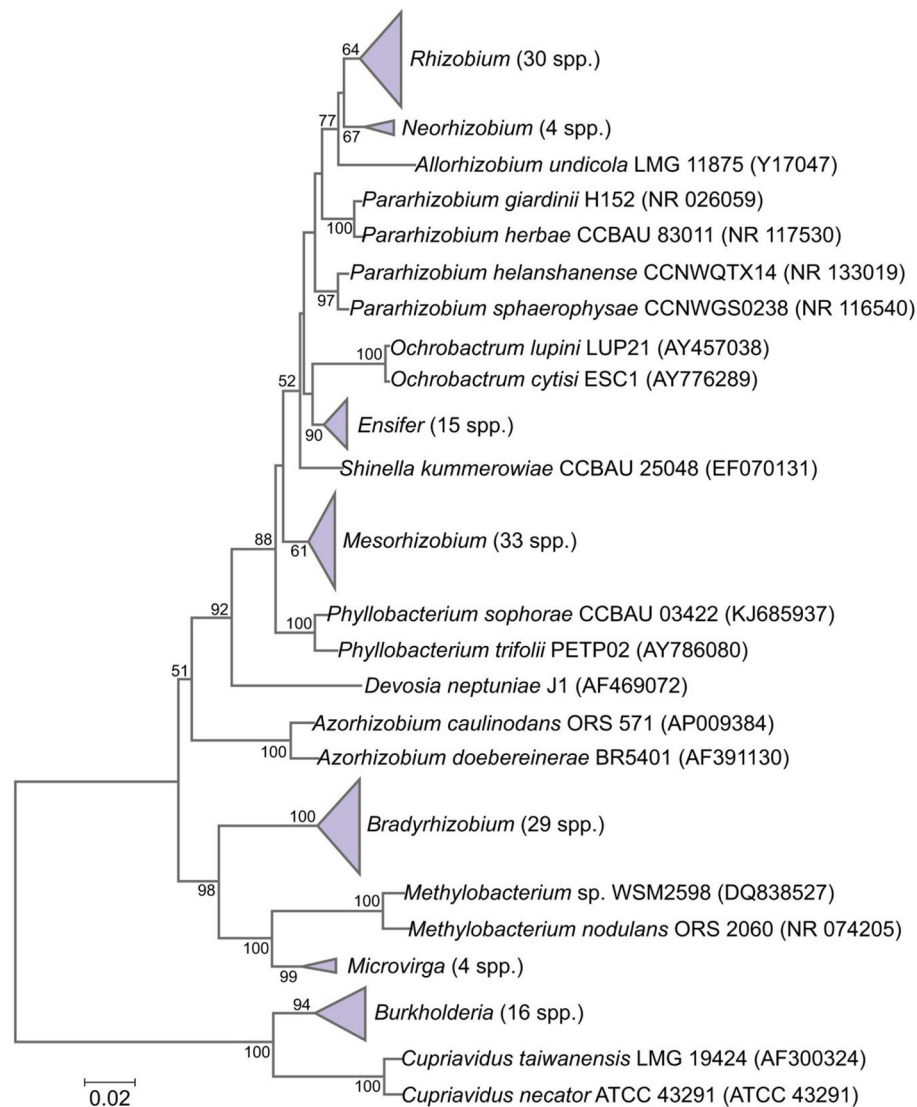 64
Rhizobium (30 spp.)
77
67
Neorhizobium (4 spp.)
Allorhizobium undicola LMG 11875 (Y17047)
Pararhizobium giardinii H152 (NR 026059)
100
Pararhizobium herbae CCBAU 83011 (NR 117530)
Pararhizobium helanshanense CCNWQTX14 (NR 133019)
97
Pararhizobium sphaerophysae CCNWGS0238 (NR 116540)
100
Ochrobactrum lupini LUP21 (AY457038)
Ochrobactrum cytisi ESC1 (AY776289)
52
90
Ensifer (15 spp.)
Shinella kummerowiae CCBAU 25048 (EF070131)
88
61
Mesorhizobium (33 spp.)
92
100
Phyllobacterium sophorae CCBAU 03422 (KJ685937)
Phyllobacterium trifolii PETP02 (AY786080)
51
Devosia neptuniae J1 (AF469072)
Azorhizobium caulinodans ORS 571 (AP009384)
100
Azorhizobium doebereinerae BR5401 (AF391130)
100
Bradyrhizobium (29 spp.)
98
100
Methylobacterium sp. WSM2598 (DQ838527)
Methylobacterium nodulans ORS 2060 (NR 074205)
100
99
Microvirga (4 spp.)
94
Burkholderia (16 spp.)
100
Cupriavidus taiwanensis LMG 19424 (AF300324)
100
Cupriavidus necator ATCC 43291 (ATCC 43291)
0.02